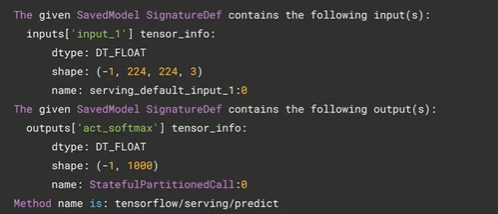 The given SavedModel SignatureDef contains the following input(s):
inputs['input_1'] tensor_info:
dtype: DT_FLOAT
shape: (-1, 224, 224, 3)
name: serving_default_input_1:0
The given SavedModel SignatureDef contains the following output(s):
outputs['act_softmax'] tensor_info:
dtype: DT_FLOAT
shape: (-1, 1000)
name: StatefulPartitionedCall:0
Method name is: tensorflow/serving/predict